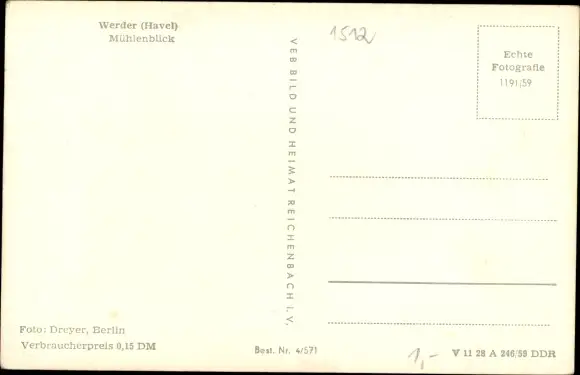 Werder (Havel)
Mühlenblick
1512
Echte
Fotografie
1191/59
VEB BILD UND HEIMAT REICHENBACH I. V.
Foto: Dreyer, Berlin
Verbraucherpreis 0,15 DM
Best. Nr. 4/571
1,-
V 11 28 A 246/59 DDR